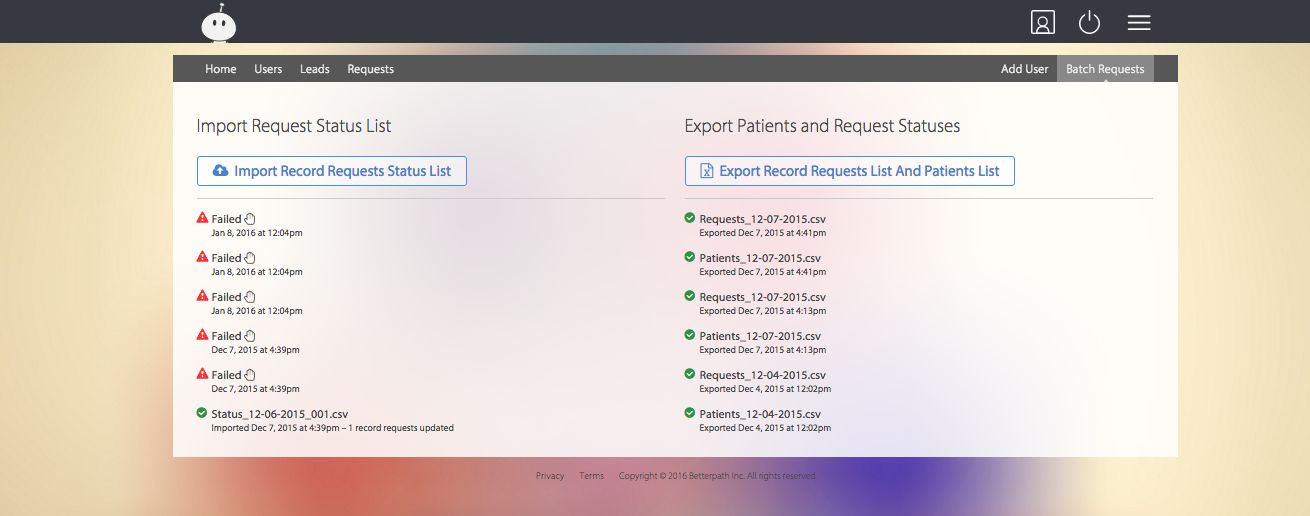 Home Users Leads Requests Add User Batch Requests
Import Request Status List
Import Record Requests Status List
Failed
Jan 8, 2016 at 12:04pm
Failed
Jan 8, 2016 at 12:04pm
Failed
Jan 8, 2016 at 12:04pm
Failed
Dec 7, 2015 at 4:39pm
Failed
Dec 7, 2015 at 4:39pm
Status_12-06-2015_001.csv
Imported Dec 7, 2015 at 4:39pm – 1 record requests updated
Export Patients and Request Statuses
Export Record Requests List And Patients List
Requests_12-07-2015.csv
Exported Dec 7, 2015 at 4:41pm
Patients_12-07-2015.csv
Exported Dec 7, 2015 at 4:41pm
Requests_12-07-2015.csv
Exported Dec 7, 2015 at 4:13pm
Patients_12-07-2015.csv
Exported Dec 7, 2015 at 4:13pm
Requests_12-04-2015.csv
Exported Dec 4, 2015 at 12:02pm
Patients_12-04-2015.csv
Exported Dec 4, 2015 at 12:02pm
Privacy Terms Copyright © 2016 Betterpath Inc. All rights reserved.